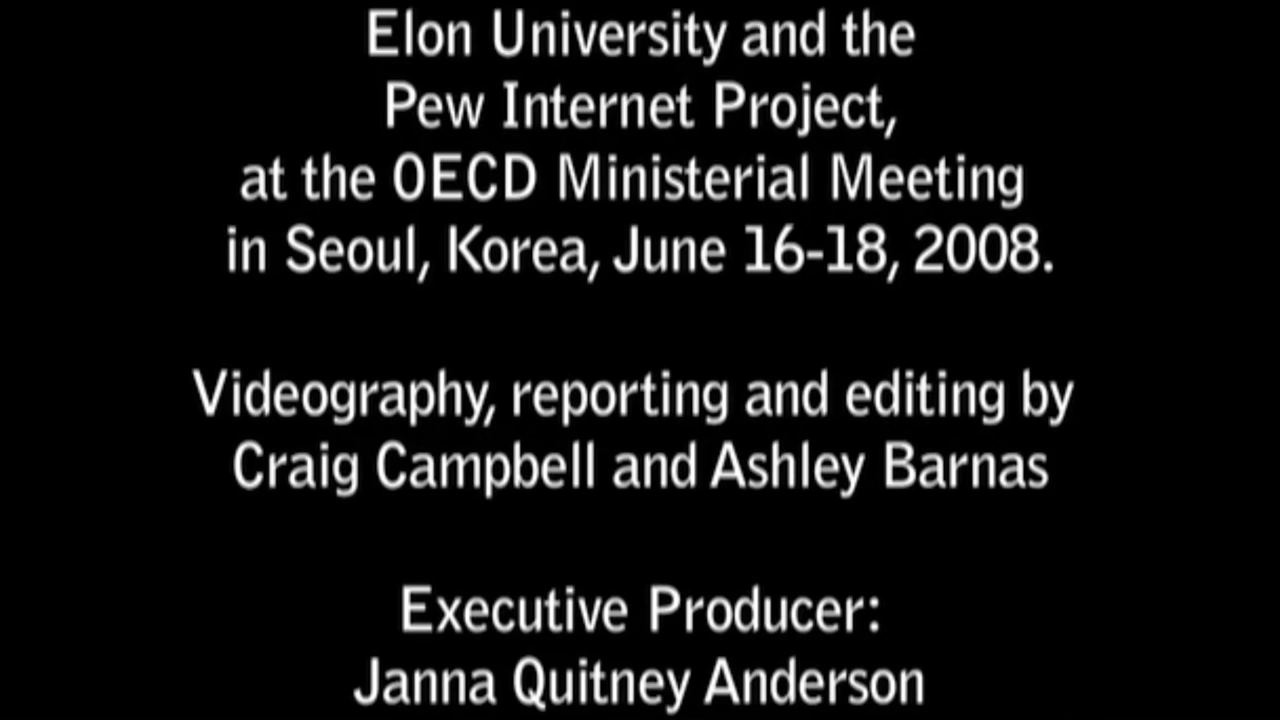 Elon University and the
Pew Internet Project,
at the OECD Ministerial Meeting
in Seoul, Korea, June 16-18, 2008.
Videography, reporting and editing by
Craig Campbell and Ashley Barnas
Executive Producer:
Janna Quitney Anderson